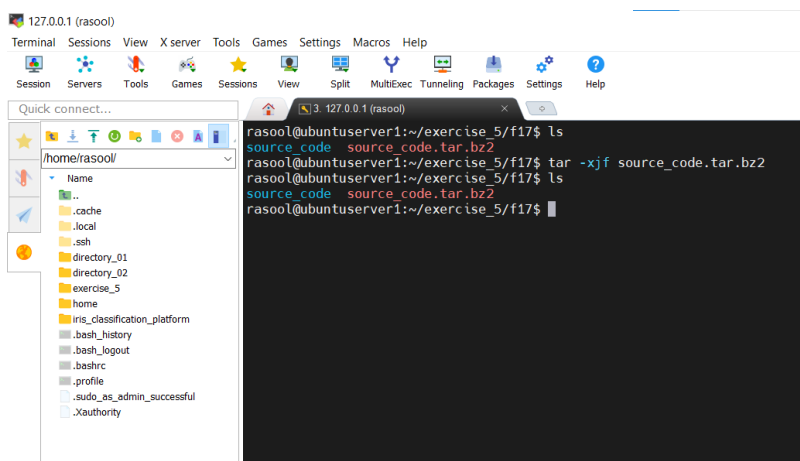 127.0.0.1 (rasool)
Terminal Sessions View X server Tools Games Settings Macros Help
Session Servers Tools Games Sessions View Split MultiExec Tunneling Packages Settings Help
Quick connect...
3. 127.0.0.1 (rasool)
/home/rasool/
Name
..
.cache
.local
.ssh
directory_01
directory_02
exercise_5
home
iris_classification_platform
.bash_history
.bash_logout
.bashrc
.profile
.sudo_as_admin_successful
.Xauthority
rasool@ubuntuserver1:~/exercise_5/f17$ ls
source_code source_code.tar.bz2
rasool@ubuntuserver1:~/exercise_5/f17$ tar -xjf source_code.tar.bz2
rasool@ubuntuserver1:~/exercise_5/f17$ ls
source_code source_code.tar.bz2
rasool@ubuntuserver1:~/exercise_5/f17$